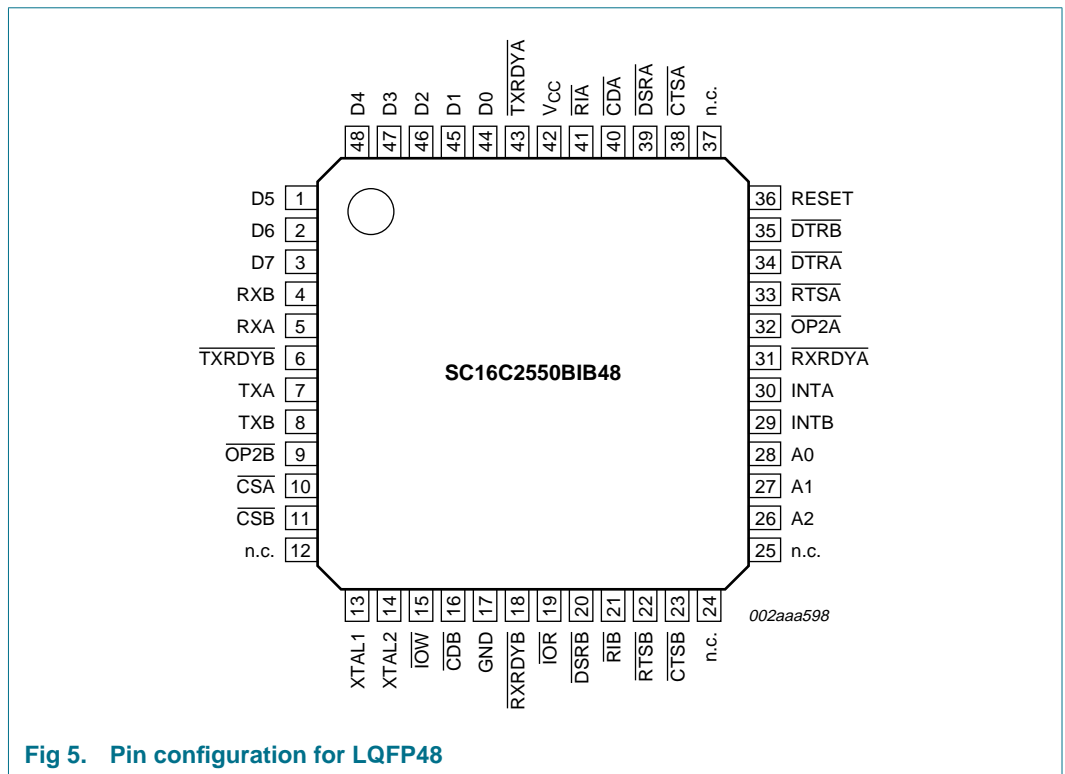 48 D4
47 D3
46 D2
45 D1
44 D0
43 TXRDYA
42 VCC
41 RIA
40 CDA
39 DSRA
38 CTSA
37 n.c.
D5 1
D6 2
D7 3
RXB 4
RXA 5
TXRDYB 6
TXA 7
TXB 8
OP2B 9
CSA 10
CSB 11
n.c. 12
SC16C2550BIB48
36 RESET
35 DTRB
34 DTRA
33 RTSA
32 OP2A
31 RXRDYA
30 INTA
29 INTB
28 A0
27 A1
26 A2
25 n.c.
XTAL1 13
XTAL2 14
IOW 15
CDB 16
GND 17
RXRDYB 18
IOR 19
DSRB 20
RIB 21
RTSB 22
CTSB 23
n.c. 24
002aaa598
Fig 5. Pin configuration for LQFP48